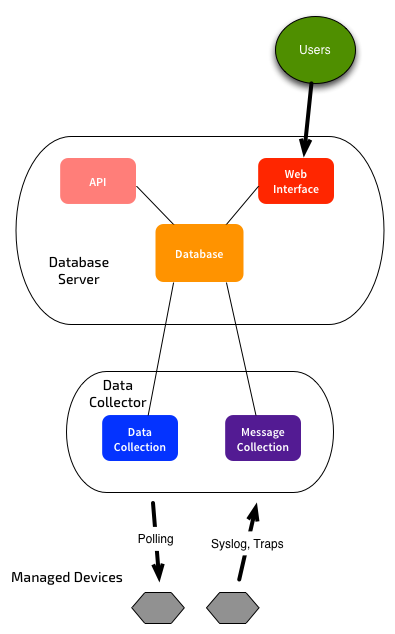 Users
API
Web
Interface
Database
Database
Server
Data
Collector
Data
Collection
Message
Collection
Polling
Syslog, Traps
Managed Devices